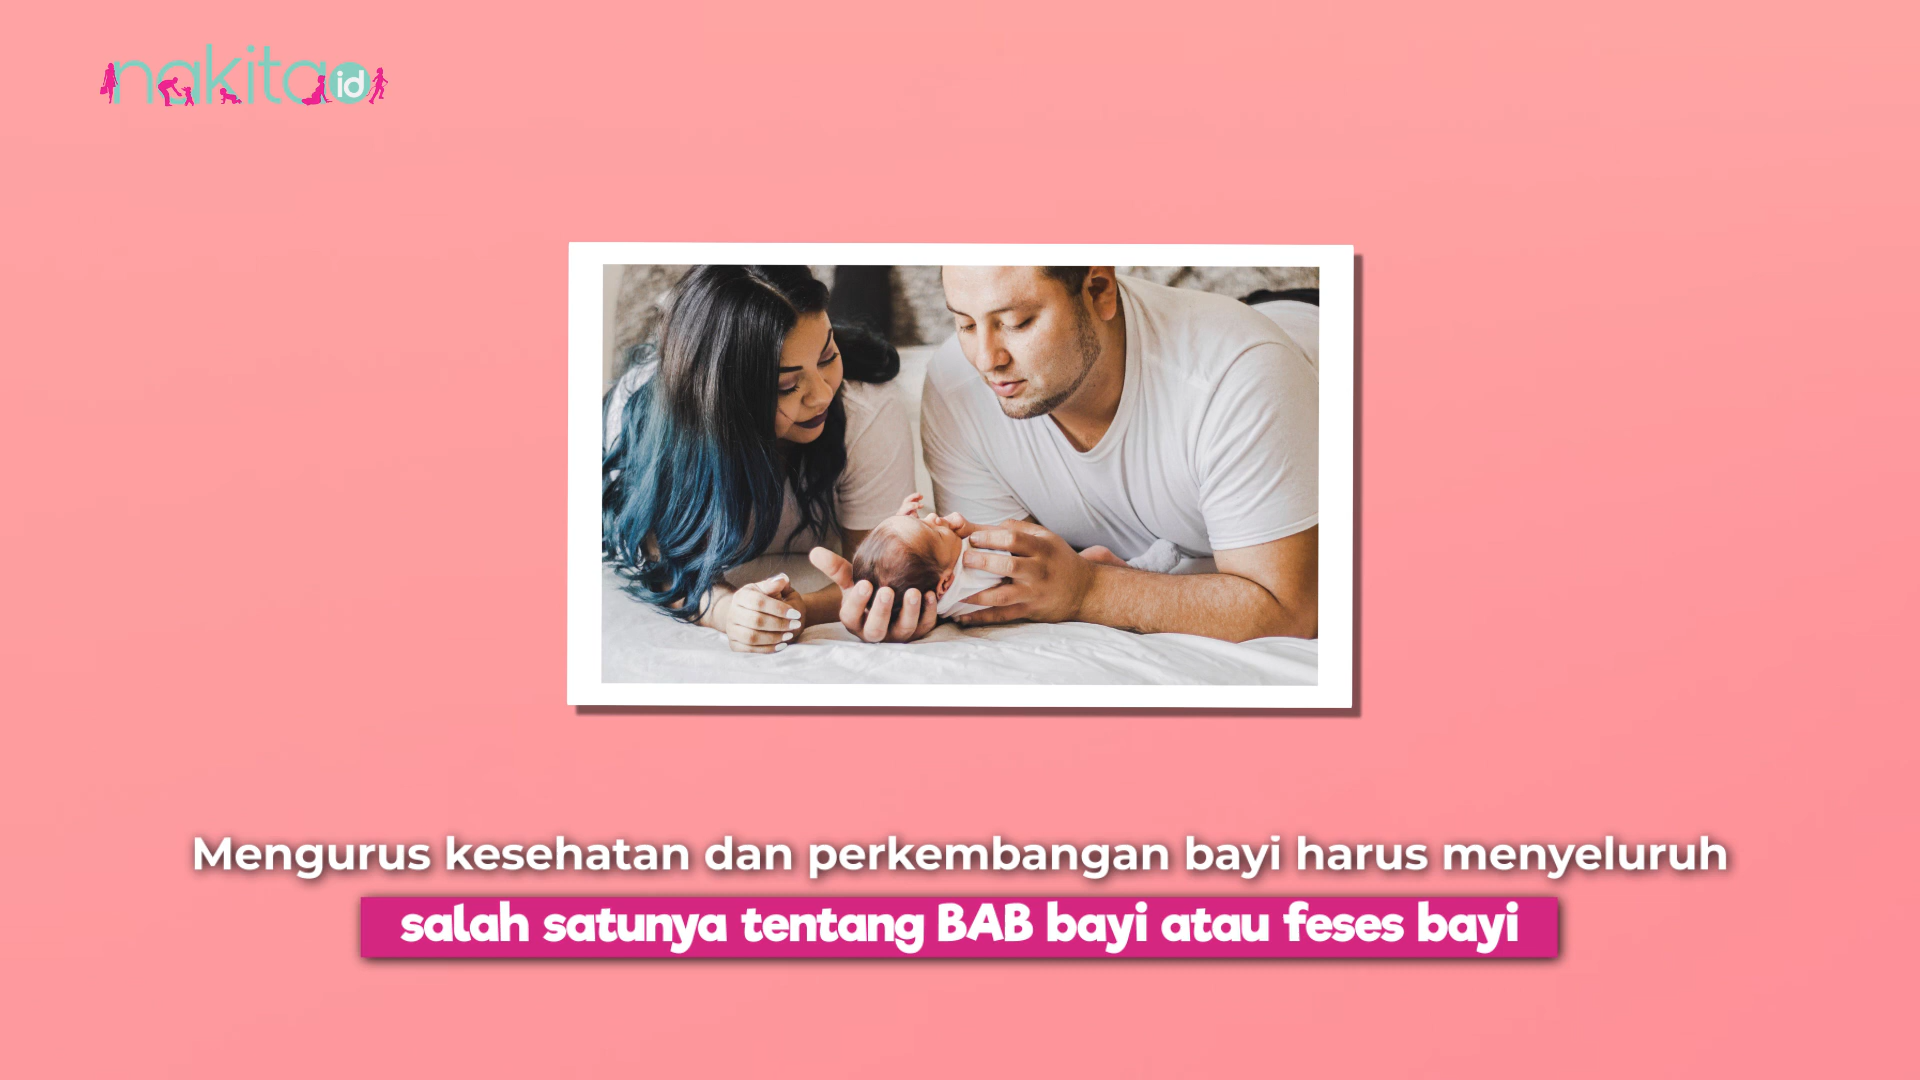 nakita id
Mengurus kesehatan dan perkembangan bayi harus menyeluruh
salah satunya tentang BAB bayi atau feses bayi